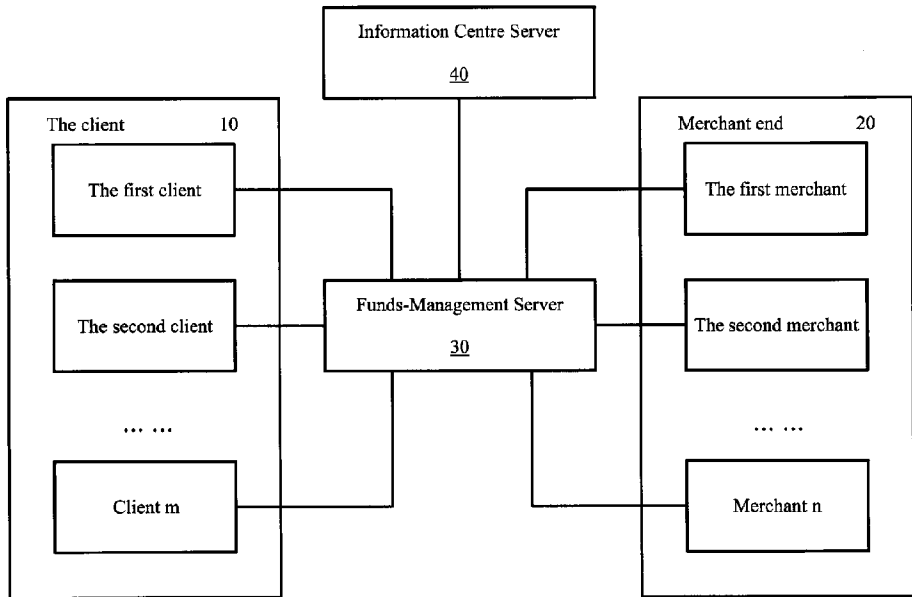 Information Centre Server
40
The client 10
The first client
The second client
... ...
Client m
Funds-Management Server
30
Merchant end 20
The first merchant
The second merchant
... ...
Merchant n